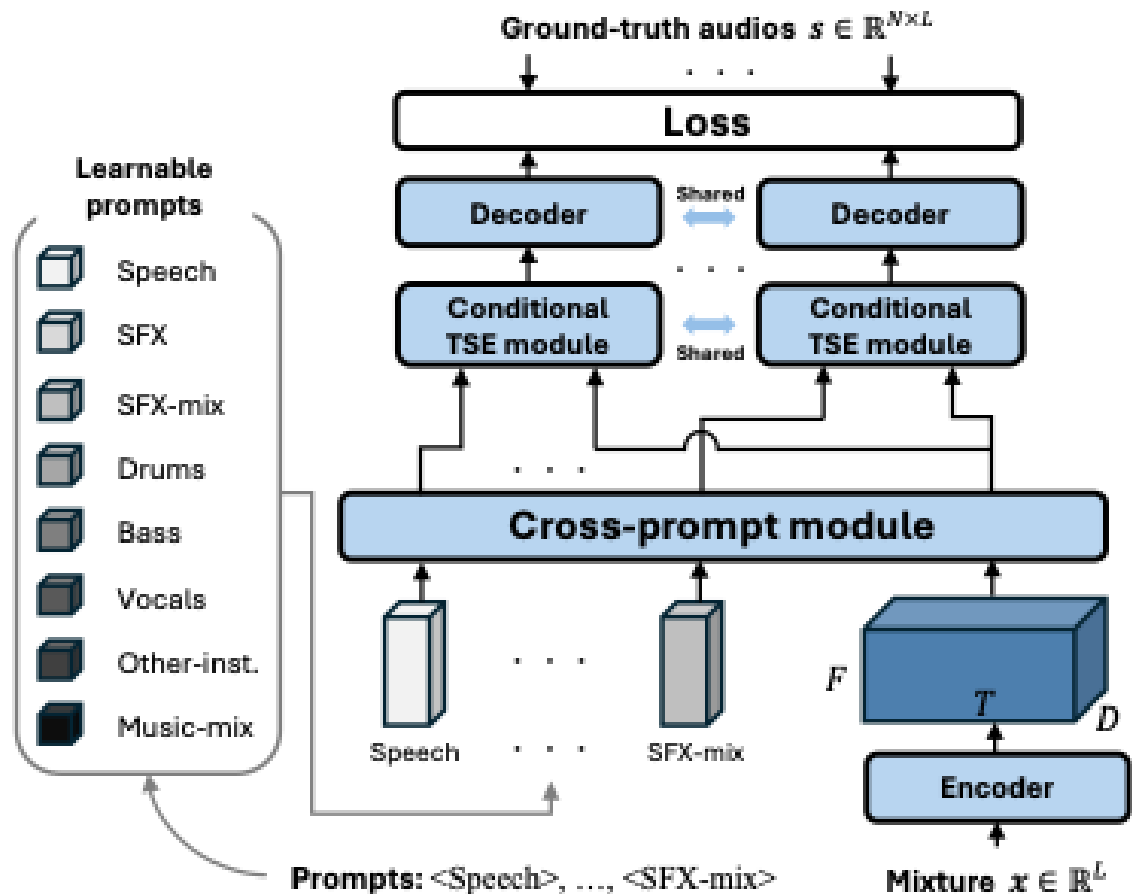 Ground-truth audios s ∈ ℝ^{N×L}
. . .
Loss
Learnable
prompts
Speech
SFX
SFX-mix
Drums
Bass
Vocals
Other-inst.
Music-mix
Decoder
Shared
Decoder
. . .
Conditional
TSE module
Shared
Conditional
TSE module
. . .
Cross-prompt module
. . .
F
T
D
Speech
. . .
SFX-mix
Encoder
Prompts: <Speech>, ..., <SFX-mix>
Mixture x ∈ ℝ^L